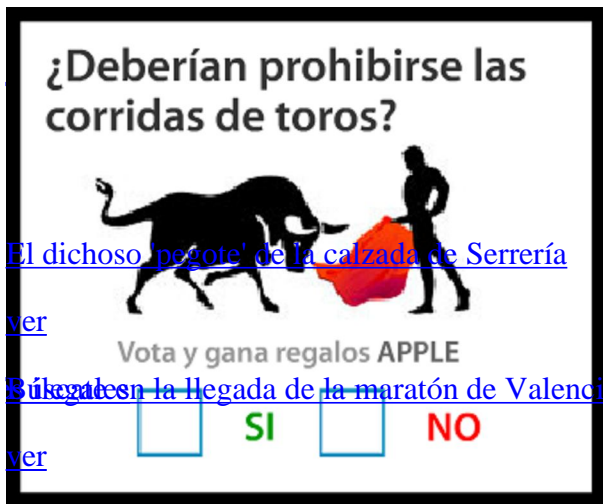 ¿Deberían prohibirse las
corridas de toros?
El dichoso 'pegote' de la calzada de Serrería
ver
Vota y gana regalos APPLE
en la llegada de la maratón de Valenci
SI NO
ver